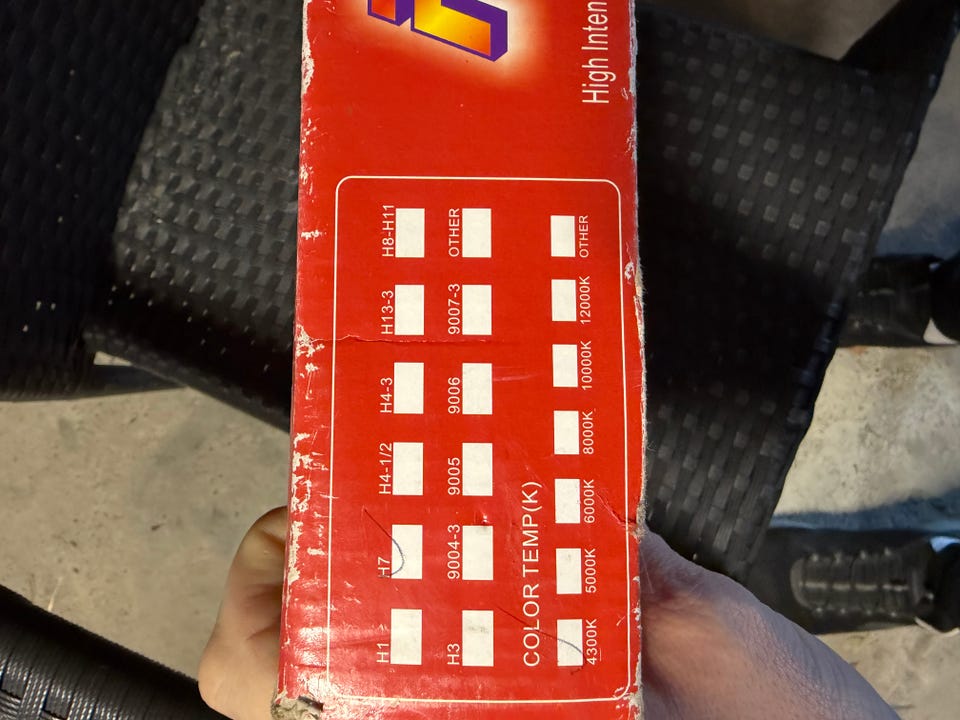 High Inten
H1 H7 H4-1/2 H4-3 H13-3 H8-H11
H3 9004-3 9005 9006 9007-3 OTHER
COLOR TEMP(K)
4300K 5000K 6000K 8000K 10000K 12000K OTHER